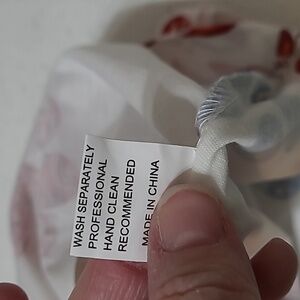 WASH SEPARATELY
PROFESSIONAL
HAND CLEAN
RECOMMENDED
MADE IN CHINA